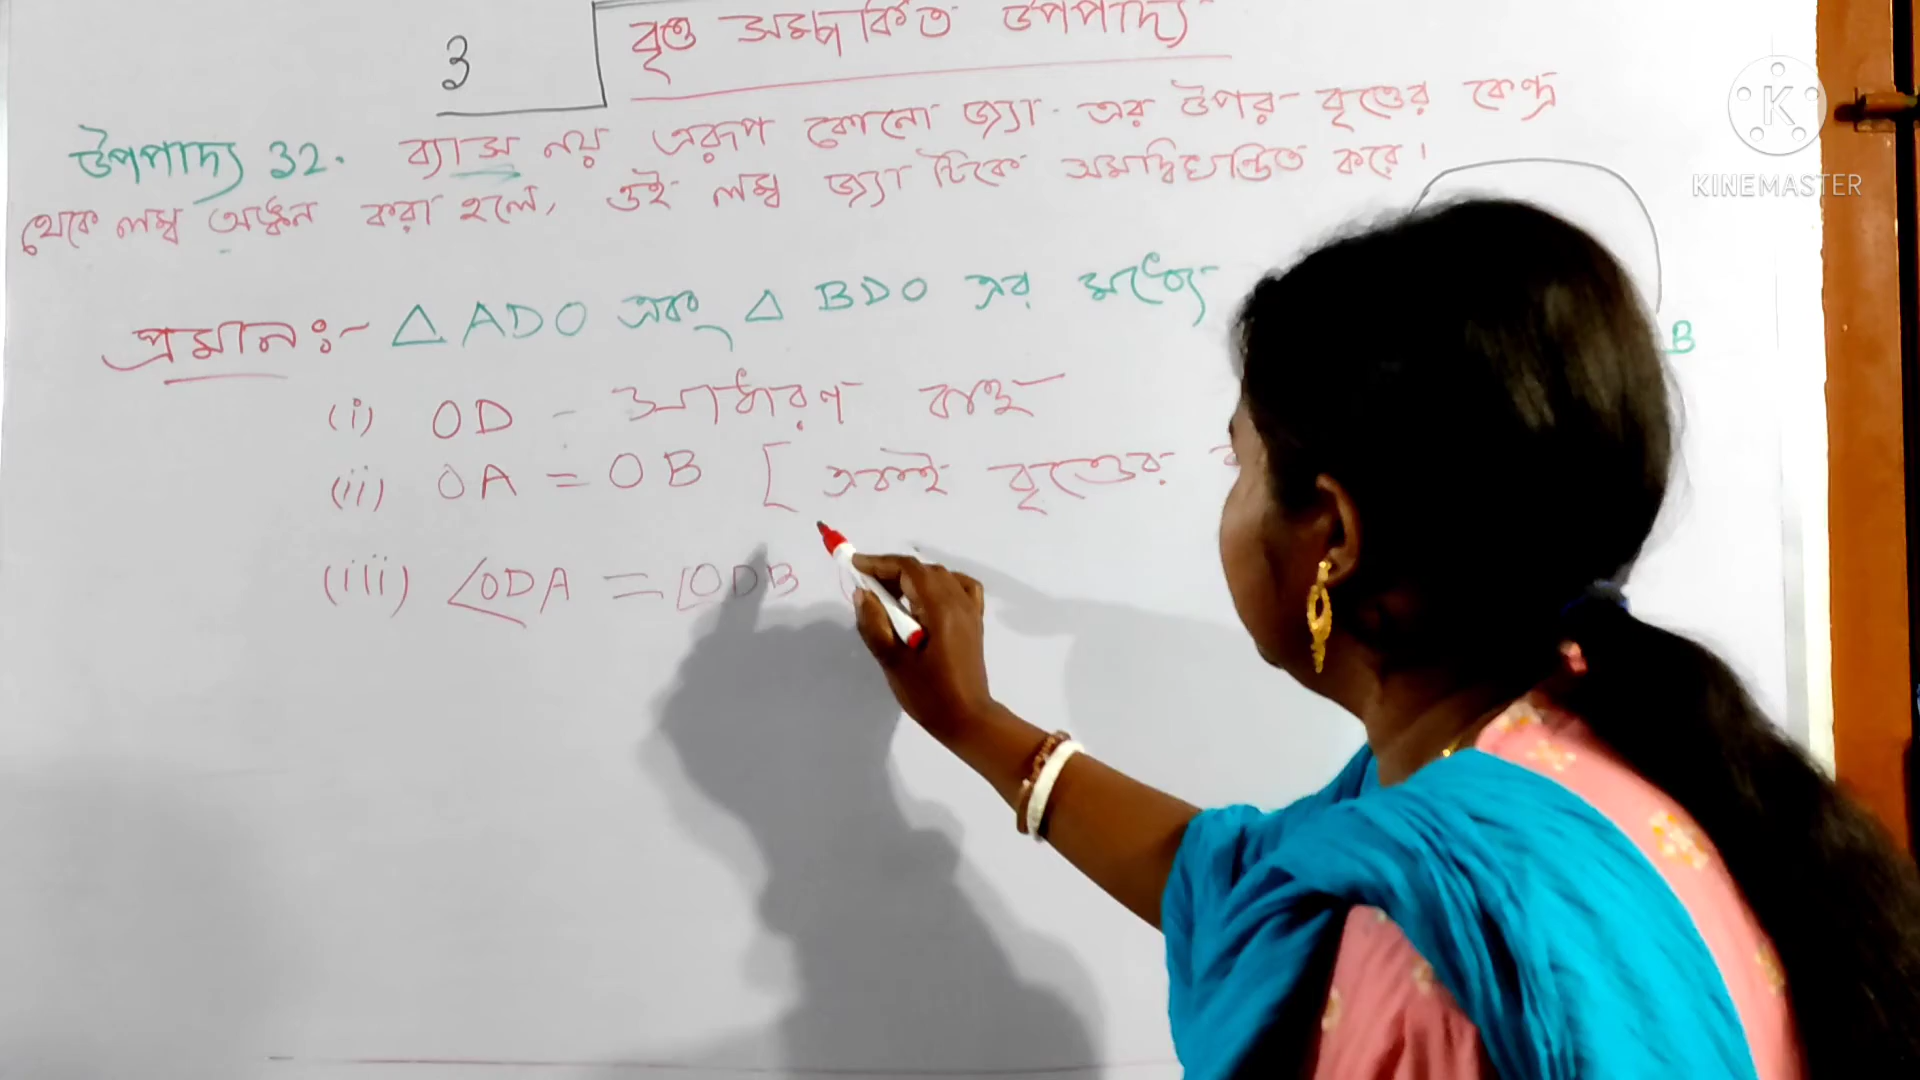 3 বৃত্ত সম্পর্কিত উপপাদ্য
উপপাদ্য 32. ব্যাস নয় এরূপ কোনো জ্যা-এর উপর বৃত্তের কেন্দ্র
থেকে লম্ব অঙ্কন করা হলে, ওই লম্ব জ্যা টিকে সমদ্বিখণ্ডিত করে।
প্রমান:- △ ADO এবং △ BDO এর মধ্যে
B
(i) OD - সাধারণ বাহু
(ii) OA = OB [ একই বৃত্তের
(iii) ∠ODA = ∠ODB
K
KINEMASTER